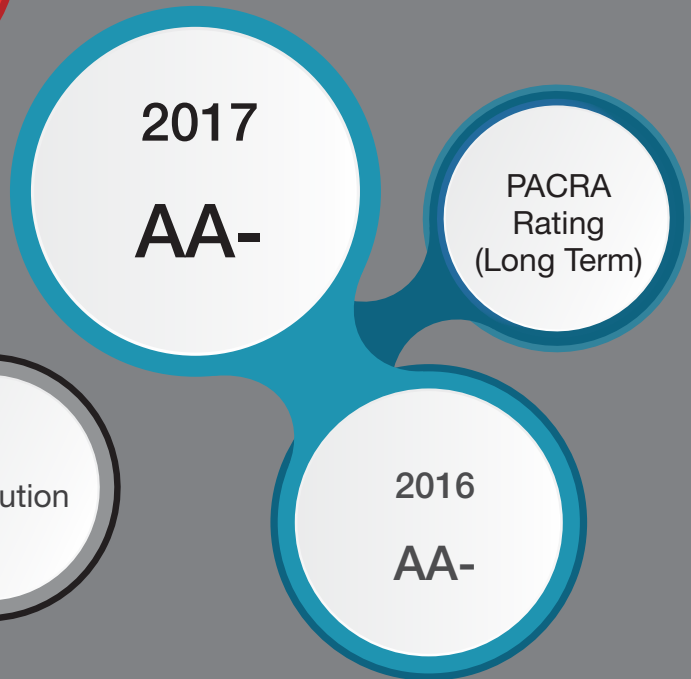 2017
AA-
PACRA
Rating
(Long Term)
ution
2016
AA-